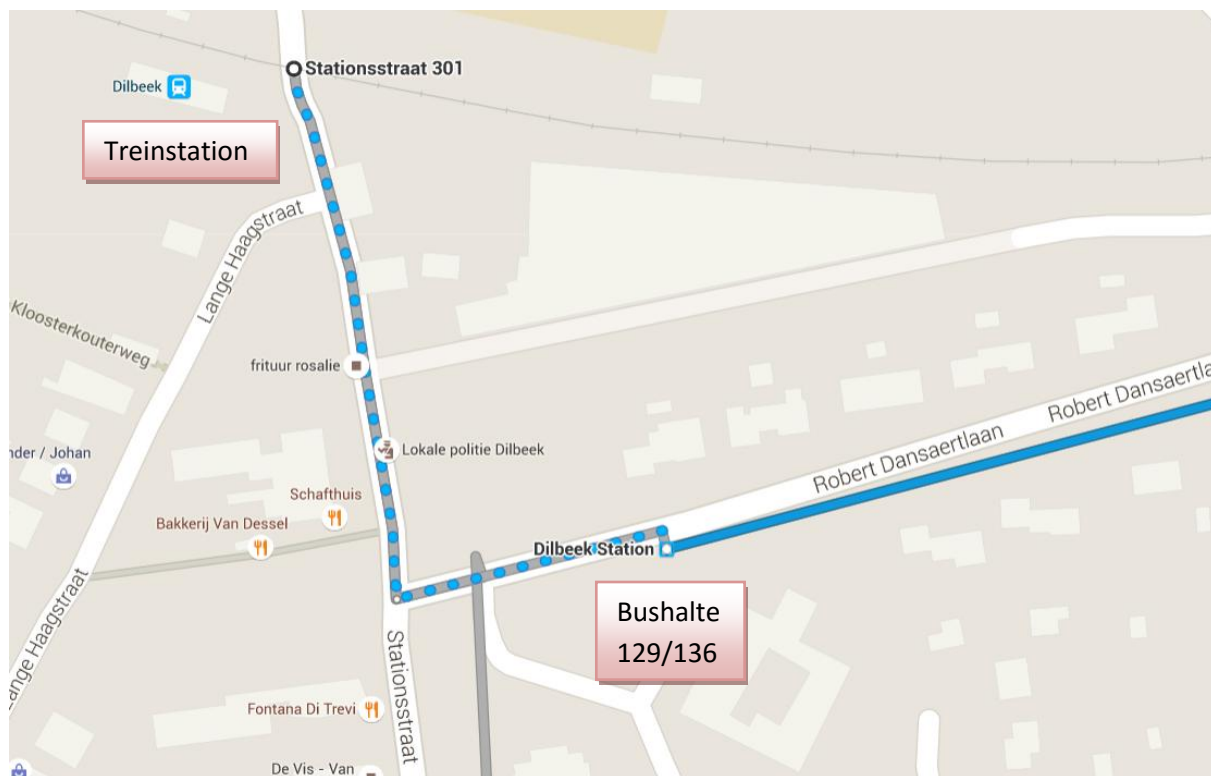 Stationsstraat 301
Dilbeek
Treinstation
Lange Haagstraat
Kloosterkouterweg
frituur rosalie
Robert Dansaertla
Robert Dansaertlaan
Lokale politie Dilbeek
nder / Johan
Schafthuis
Bakkerij Van Dessel
Dilbeek Station
Lange Haagstraat
Bushalte
129/136
Stationsstraat
Fontana Di Trevi
De Vis - Van